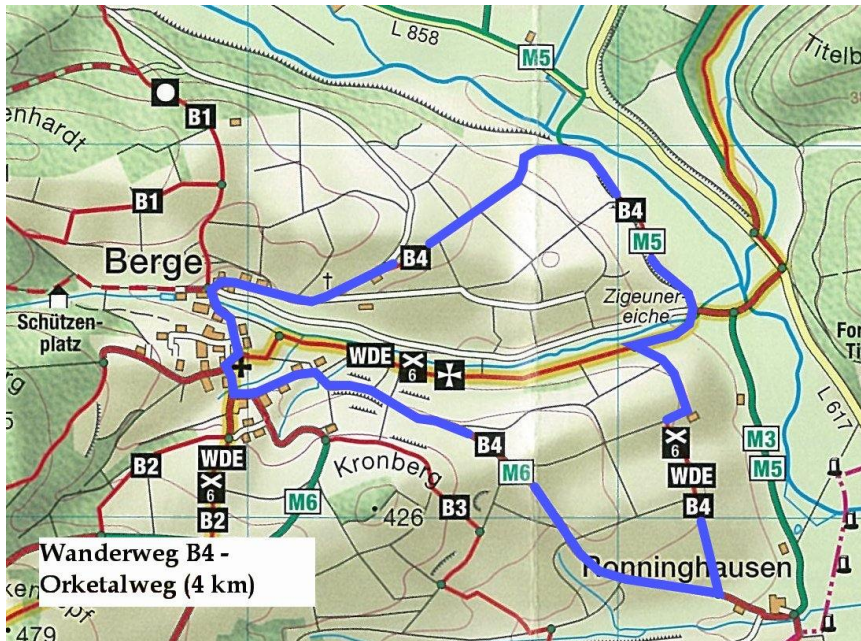 L 858
M5
Titelb
enhardt
B1
B1
B4
M5
B4
Berge
Zigeuner-
eiche
Schützen-
platz
For
Ti
WDE
6
L 617
6
WDE
B4
M3
M5
B4
M6
Kronberg
B2
WDE
6
B2
M6
B3
426
Ronninghausen
Wanderweg B4 -
Orketalweg (4 km)
479